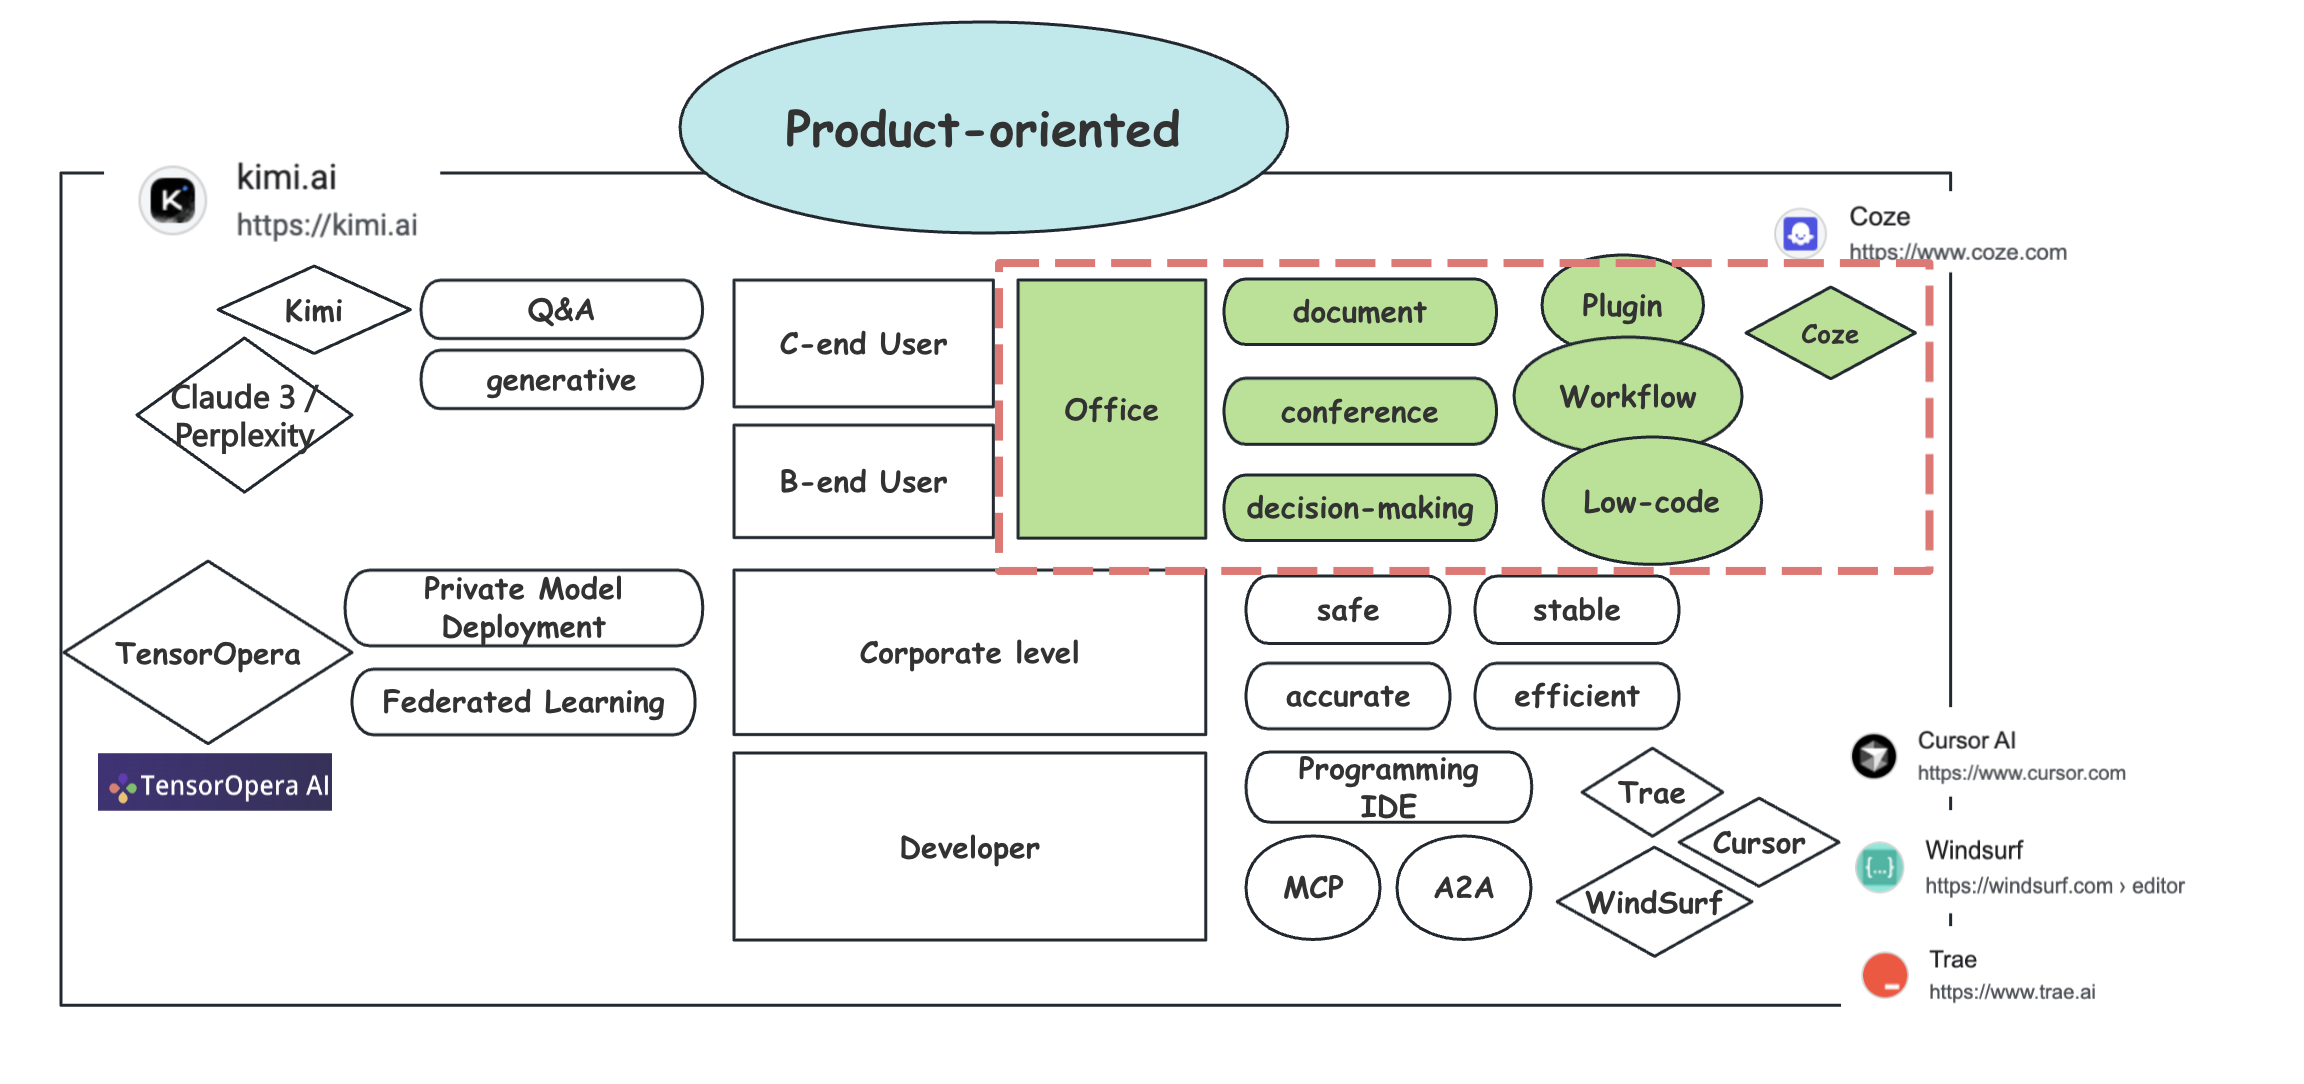 Product-oriented
kimi.ai
https://kimi.ai
Coze
https://www.coze.com
Kimi
Q&A
Claude 3 /
Perplexity
generative
C-end User
B-end User
Office
document
conference
decision-making
Plugin
Workflow
Low-code
Coze
TensorOpera
Private Model
Deployment
Federated Learning
TensorOpera AI
Corporate level
safe
stable
accurate
efficient
Developer
Programming
IDE
MCP
A2A
Trae
Cursor
WindSurf
Cursor AI
https://www.cursor.com
{...}
Windsurf
https://windsurf.com › editor
Trae
https://www.trae.ai